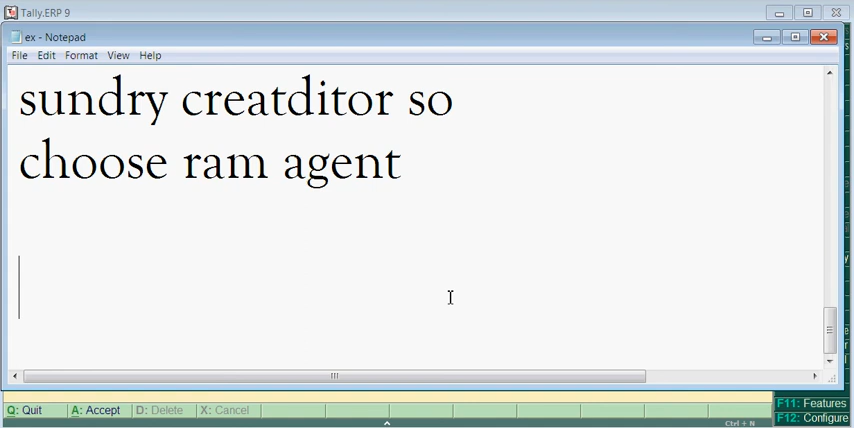 Tally.ERP 9
ex - Notepad
File Edit Format View Help
sundry creatditor so
choose ram agent
Q: Quit A: Accept D: Delete X: Cancel
F11: Features
F12: Configure
Ctrl + N